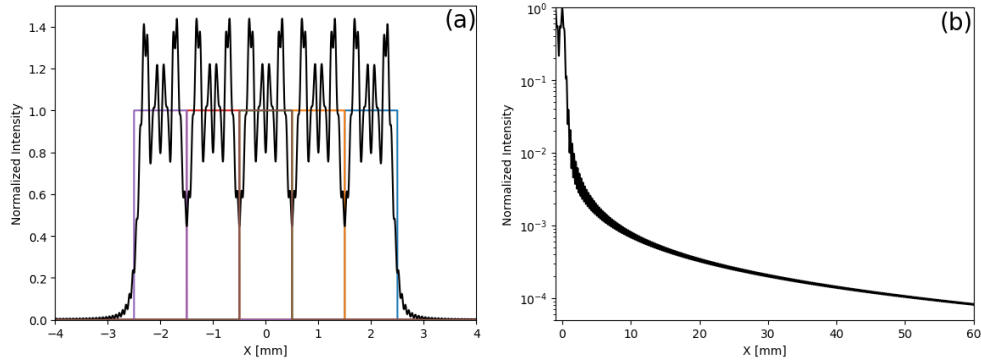 (a)
Normalized Intensity
1.4
1.2
1.0
0.8
0.6
0.4
0.2
0.0
−4 −3 −2 −1 0 1 2 3 4
X [mm]
(b)
Normalized Intensity
10⁰
10⁻¹
10⁻²
10⁻³
10⁻⁴
0 10 20 30 40 50 60
X [mm]